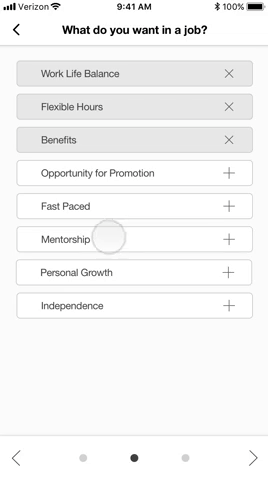 Verizon 9:41 AM 100%
What do you want in a job?
Work Life Balance
Flexible Hours
Benefits
Opportunity for Promotion
Fast Paced
Mentorship
Personal Growth
Independence